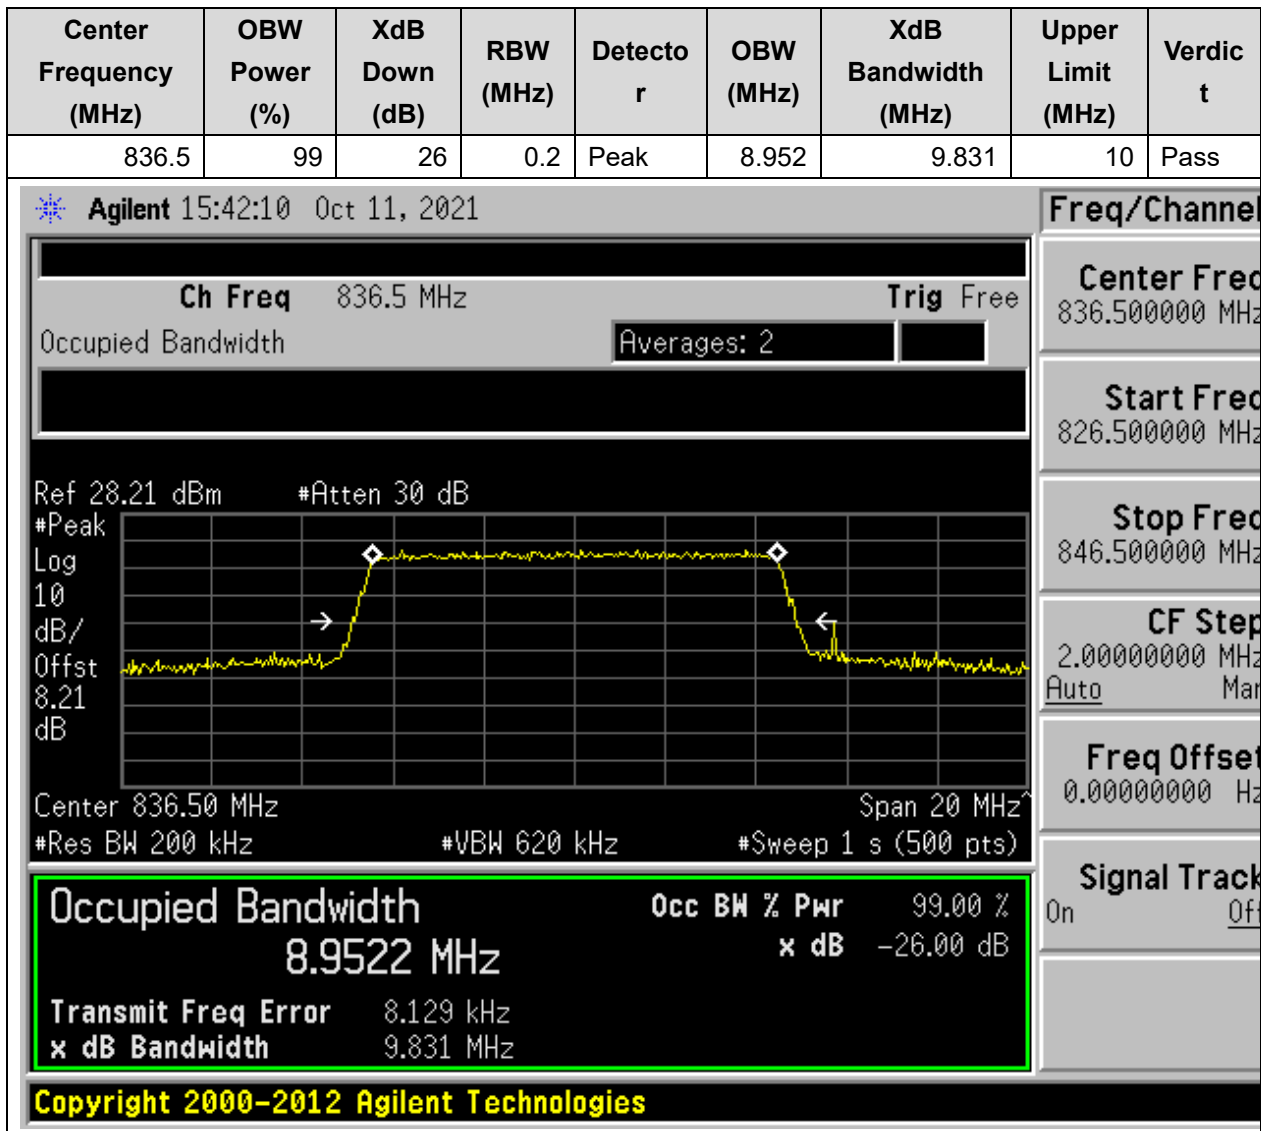 Center Frequency (MHz) OBW Power (%) XdB Down (dB) RBW (MHz) Detecto r OBW (MHz) XdB Bandwidth (MHz) Upper Limit (MHz) Verdic t
836.5 99 26 0.2 Peak 8.952 9.831 10 Pass
Agilent 15:42:10 Oct 11, 2021
Freq/Channel
Ch Freq 836.5 MHz Trig Free
Occupied Bandwidth Averages: 2
Center Freq
836.500000 MHz
Start Freq
826.500000 MHz
Stop Freq
846.500000 MHz
CF Step
2.00000000 MHz
Auto Man
Freq Offset
0.00000000 Hz
Signal Track
On Off
Ref 28.21 dBm #Atten 30 dB
#Peak
Log
10
dB/
Offst
8.21
dB
Center 836.50 MHz Span 20 MHz^
#Res BW 200 kHz #VBW 620 kHz #Sweep 1 s (500 pts)
Occupied Bandwidth Occ BW % Pwr 99.00 %
8.9522 MHz x dB -26.00 dB
Transmit Freq Error 8.129 kHz
x dB Bandwidth 9.831 MHz
Copyright 2000-2012 Agilent Technologies